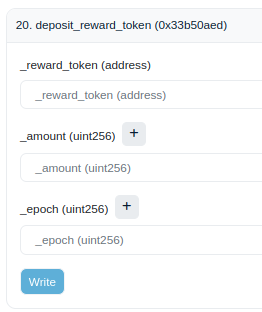 20. deposit_reward_token (0x33b50aed)
_reward_token (address)
_reward_token (address)
_amount (uint256) +
_amount (uint256)
_epoch (uint256) +
_epoch (uint256)
Write